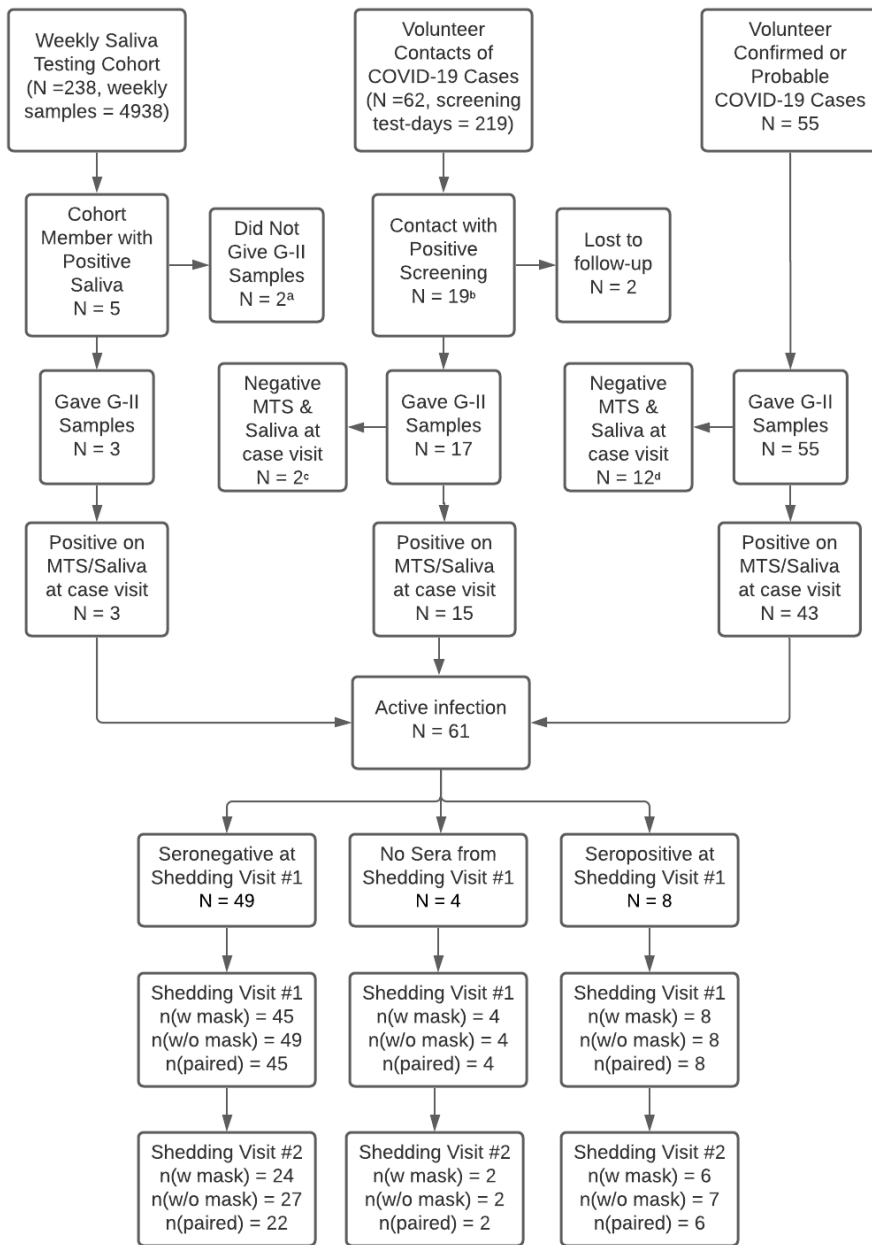 Weekly Saliva
Testing Cohort
(N =238, weekly
samples = 4938)
Volunteer
Contacts of
COVID-19 Cases
(N =62, screening
test-days = 219)
Volunteer
Confirmed or
Probable
COVID-19 Cases
N = 55
Cohort
Member with
Positive
Saliva
N = 5
Did Not
Give G-II
Samples
N = 2ᵃ
Contact with
Positive
Screening
N = 19ᵇ
Lost to
follow-up
N = 2
Gave G-II
Samples
N = 3
Negative
MTS &
Saliva at
case visit
N = 2ᶜ
Gave G-II
Samples
N = 17
Negative
MTS &
Saliva at
case visit
N = 12ᵈ
Gave G-II
Samples
N = 55
Positive on
MTS/Saliva
at case visit
N = 3
Positive on
MTS/Saliva
at case visit
N = 15
Positive on
MTS/Saliva
at case visit
N = 43
Active infection
N = 61
Seronegative at
Shedding Visit #1
N = 49
No Sera from
Shedding Visit #1
N = 4
Seropositive at
Shedding Visit #1
N = 8
Shedding Visit #1
n(w mask) = 45
n(w/o mask) = 49
n(paired) = 45
Shedding Visit #1
n(w mask) = 4
n(w/o mask) = 4
n(paired) = 4
Shedding Visit #1
n(w mask) = 8
n(w/o mask) = 8
n(paired) = 8
Shedding Visit #2
n(w mask) = 24
n(w/o mask) = 27
n(paired) = 22
Shedding Visit #2
n(w mask) = 2
n(w/o mask) = 2
n(paired) = 2
Shedding Visit #2
n(w mask) = 6
n(w/o mask) = 7
n(paired) = 6